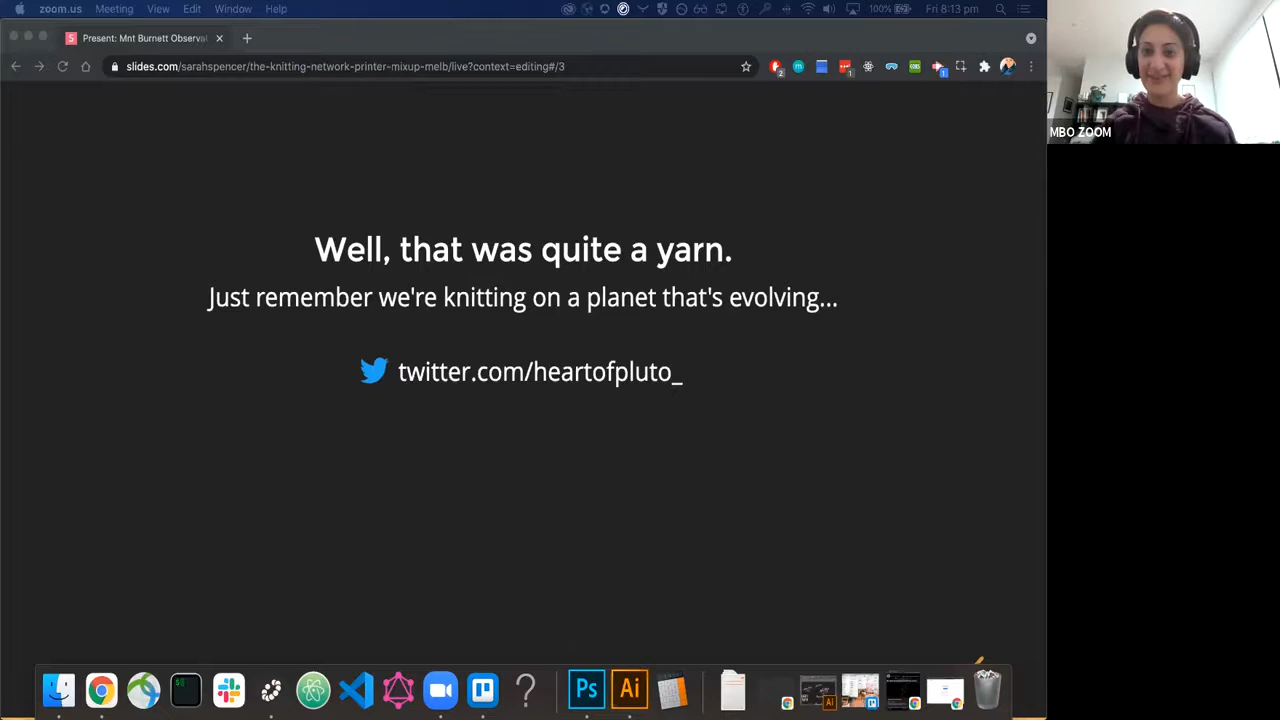 zoom.us Meeting View Edit Window Help 100% Fri 8:13 pm
Present: Mnt Burnett Observat
slides.com/sarahspencer/the-knitting-network-printer-mixup-melb/live?context=editing#/3
MBO ZOOM
Well, that was quite a yarn.
Just remember we're knitting on a planet that's evolving...
twitter.com/heartofpluto_
Ps Ai